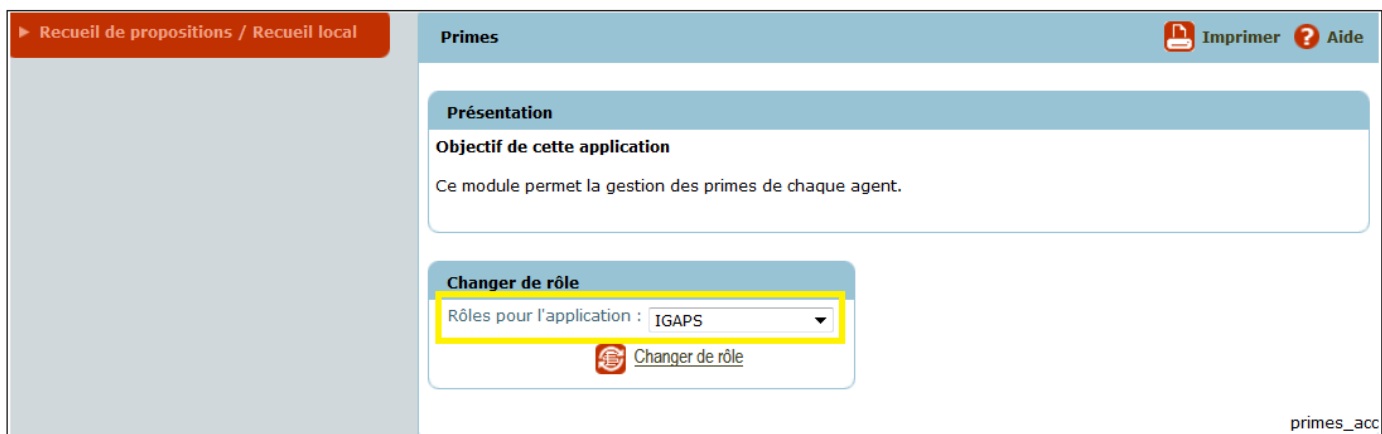 ► Recueil de propositions / Recueil local
Primes
Imprimer
? Aide
Présentation
Objectif de cette application
Ce module permet la gestion des primes de chaque agent.
Changer de rôle
Rôles pour l'application : IGAPS
Changer de rôle
primes_acc